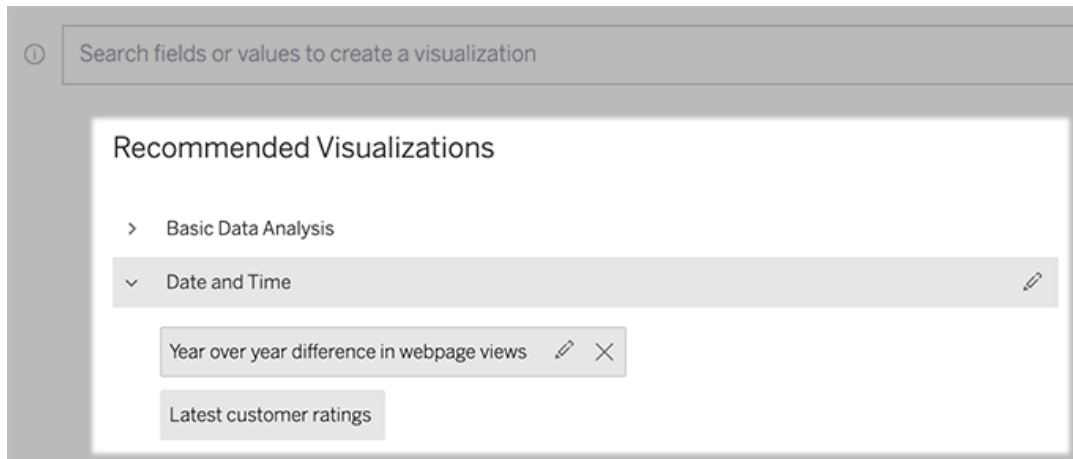 Search fields or values to create a visualization
Recommended Visualizations
Basic Data Analysis
Date and Time
Year over year difference in webpage views
Latest customer ratings